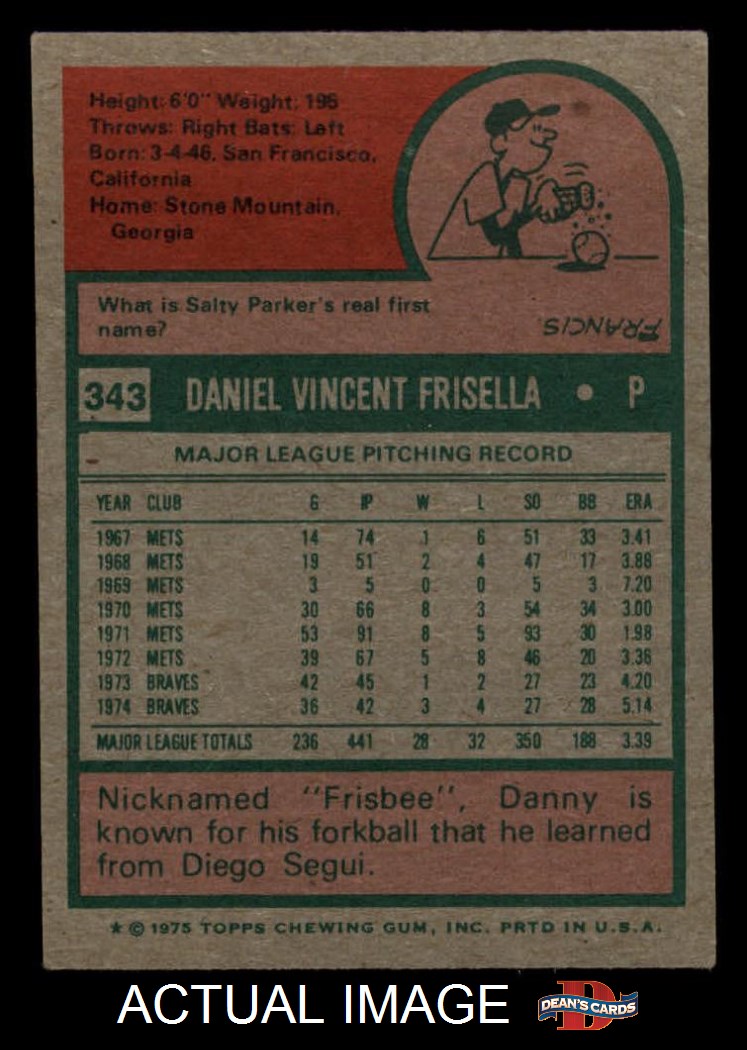 Height: 6'0" Weight: 195
Throws: Right Bats: Left
Born: 3-4-46, San Francisco,
California
Home: Stone Mountain,
Georgia
What is Salty Parker's real first
name?
FRANCIS
343 DANIEL VINCENT FRISELLA • P
MAJOR LEAGUE PITCHING RECORD
YEAR CLUB G IP W L SO BB ERA
1967 METS 14 74 1 6 51 33 3.41
1968 METS 19 51 2 4 47 17 3.88
1969 METS 3 5 0 0 5 3 7.20
1970 METS 30 66 8 3 54 34 3.00
1971 METS 53 91 8 5 93 30 1.98
1972 METS 39 67 5 8 46 20 3.36
1973 BRAVES 42 45 1 2 27 23 4.20
1974 BRAVES 36 42 3 4 27 28 5.14
MAJOR LEAGUE TOTALS 236 441 28 32 350 188 3.39
Nicknamed "Frisbee", Danny is
known for his forkball that he learned
from Diego Segui.
★ © 1975 TOPPS CHEWING GUM, INC. PRTD IN U.S.A.
ACTUAL IMAGE
DEAN'S CARDS